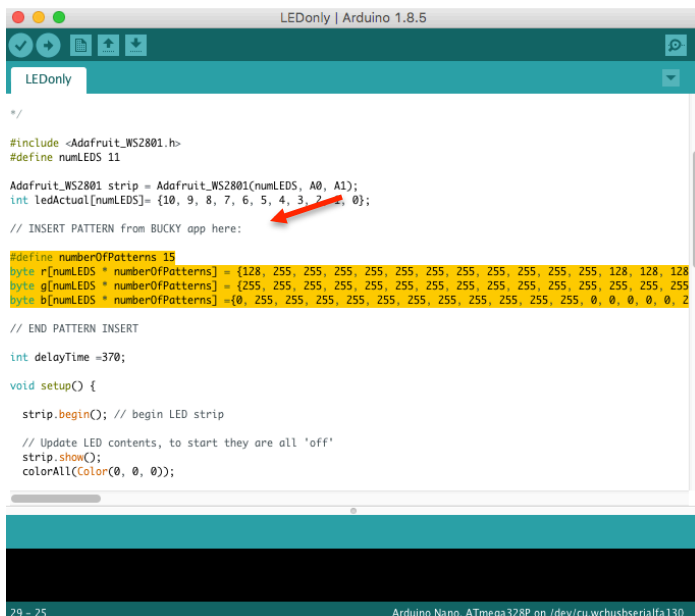 LEDonly | Arduino 1.8.5
LEDonly
*/
#include <Adafruit_WS2801.h>
#define numLEDS 11
Adafruit_WS2801 strip = Adafruit_WS2801(numLEDS, A0, A1);
int ledActual[numLEDS]= {10, 9, 8, 7, 6, 5, 4, 3, 2, 1, 0};
// INSERT PATTERN from BUCKY app here:
#define numberOfPatterns 15
byte r[numLEDS * numberOfPatterns] = {128, 255, 255, 255, 255, 255, 255, 255, 255, 255, 255, 255, 128, 128, 128
byte g[numLEDS * numberOfPatterns] = {255, 255, 255, 255, 255, 255, 255, 255, 255, 255, 255, 255, 255, 255, 255
byte b[numLEDS * numberOfPatterns] ={0, 255, 255, 255, 255, 255, 255, 255, 255, 255, 255, 255, 0, 0, 0, 0, 0, 2
// END PATTERN INSERT
int delayTime =370;
void setup() {
strip.begin(); // begin LED strip
// Update LED contents, to start they are all 'off'
strip.show();
colorAll(Color(0, 0, 0));
29 - 25
Arduino Nano, ATmega328P on /dev/cu.wchusbserialfa130